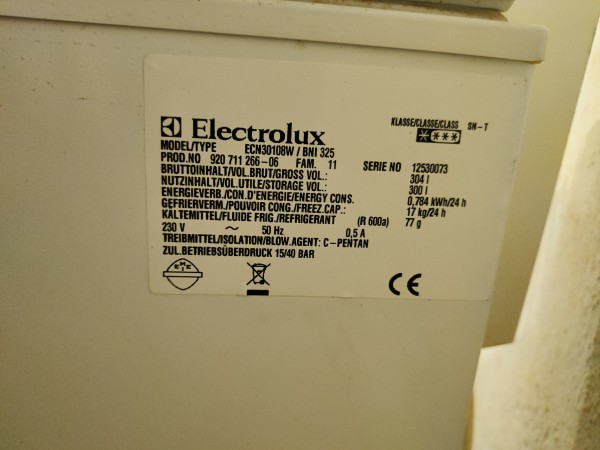 Electrolux
KLASSE/CLASSE/CLASS SN-T
MODEL/TYPE ECN30108W / BNI 325
PROD.NO 920 711 266-06 FAM. 11 SERIE NO 12530073
BRUTTOINHALT/VOL.BRUT/GROSS VOL.: 304 l
NUTZINHALT/VOL.UTILE/STORAGE VOL.: 300 l
ENERGIEVERB./CON.D'ENERGIE/ENERGY CONS. 0,784 kWh/24 h
GEFRIERVERM./POUVOIR CONG./FREEZ.CAP.: 17 kg/24 h
KÄLTEMITTEL/FLUIDE FRIG./REFRIGERANT (R 600a) 77 g
230 V ~ 50 Hz 0,5 A
TREIBMITTEL/ISOLATION/BLOW.AGENT: C-PENTAN
ZUL.BETRIEBSÜBERDRUCK 15/40 BAR
CE